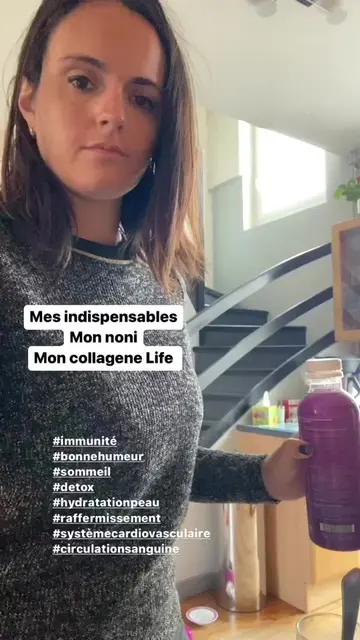 Mes indispensables
Mon noni
Mon collagene Life
#immunité
#bonnehumeur
#sommeil
#detox
#hydratationpeau
#raffermissement
#systèmecardiovasculaire
#circulationsanguine